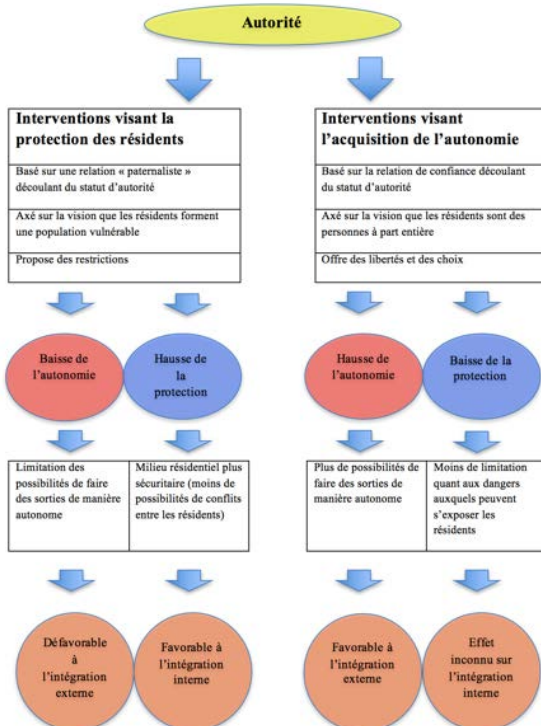 Autorité
Interventions visant la
protection des résidents
Basé sur une relation « paternaliste »
découlant du statut d'autorité
Axé sur la vision que les résidents forment
une population vulnérable
Propose des restrictions
Interventions visant
l'acquisition de l'autonomie
Basé sur la relation de confiance découlant
du statut d'autorité
Axé sur la vision que les résidents sont des
personnes à part entière
Offre des libertés et des choix
Baisse de
l'autonomie
Hausse de
la
protection
Hausse de
l'autonomie
Baisse de la
protection
Limitation des
possibilités de faire
des sorties de manière
autonome
Milieu résidentiel plus
sécuritaire (moins de
possibilités de conflits
entre les résidents)
Plus de possibilités de
faire des sorties de
manière autonome
Moins de limitation
quant aux dangers
auxquels peuvent
s'exposer les
résidents
Défavorable
à
l'intégration
externe
Favorable à
l'intégration
interne
Favorable à
l'intégration
externe
Effet
inconnu sur
l'intégration
interne